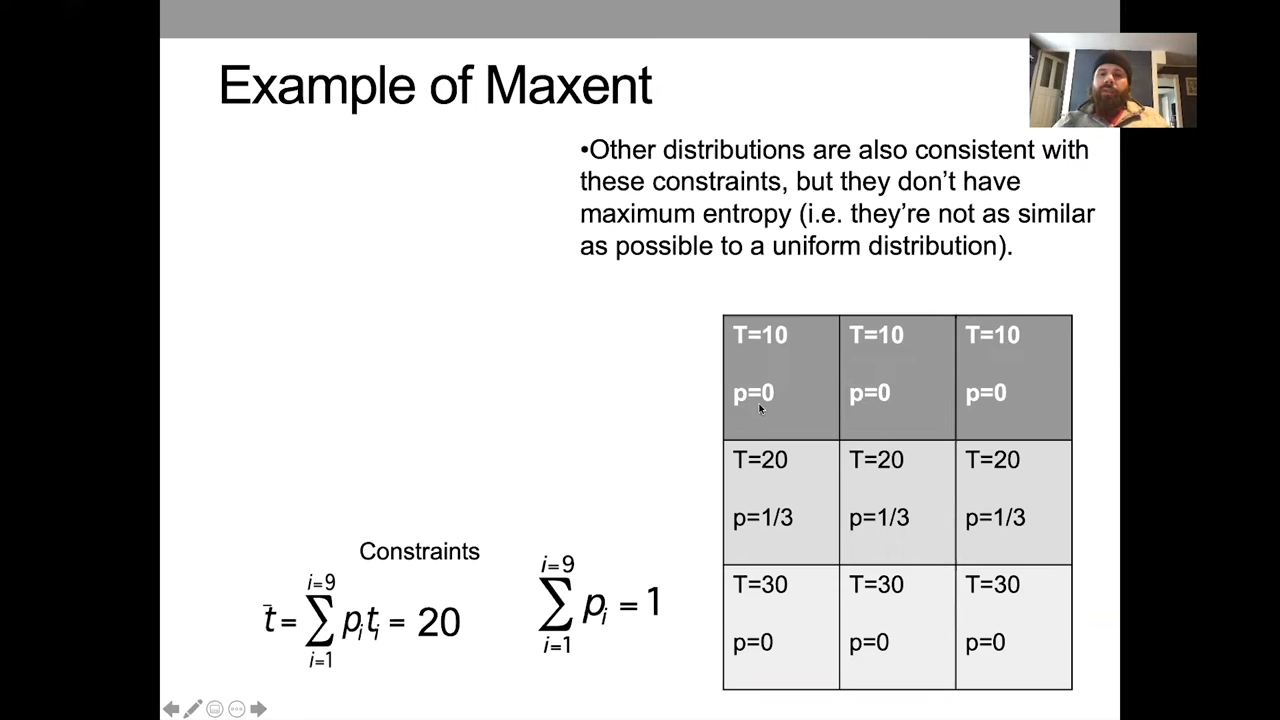 Example of Maxent
•Other distributions are also consistent with
these constraints, but they don't have
maximum entropy (i.e. they're not as similar
as possible to a uniform distribution).
T=10 T=10 T=10
p=0 p=0 p=0
T=20 T=20 T=20
p=1/3 p=1/3 p=1/3
T=30 T=30 T=30
p=0 p=0 p=0
Constraints
t̄ = ∑_{i=1}^{i=9} pᵢtᵢ = 20
∑_{i=1}^{i=9} pᵢ = 1